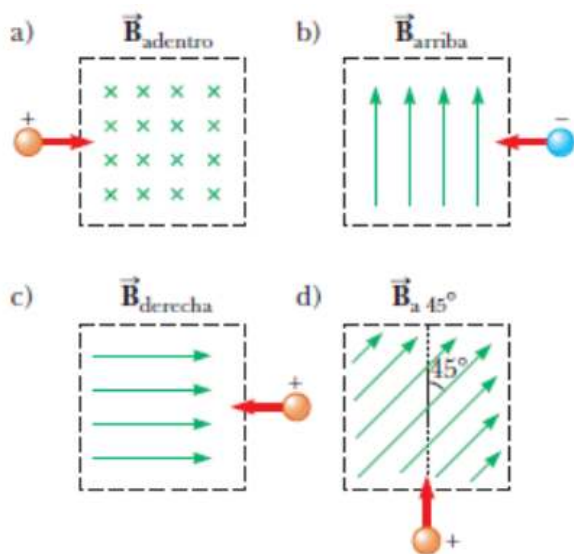 a) B⃗adentro
b) B⃗arriba
+
−
c) B⃗derecha
d) B⃗a 45°
45°
+
+